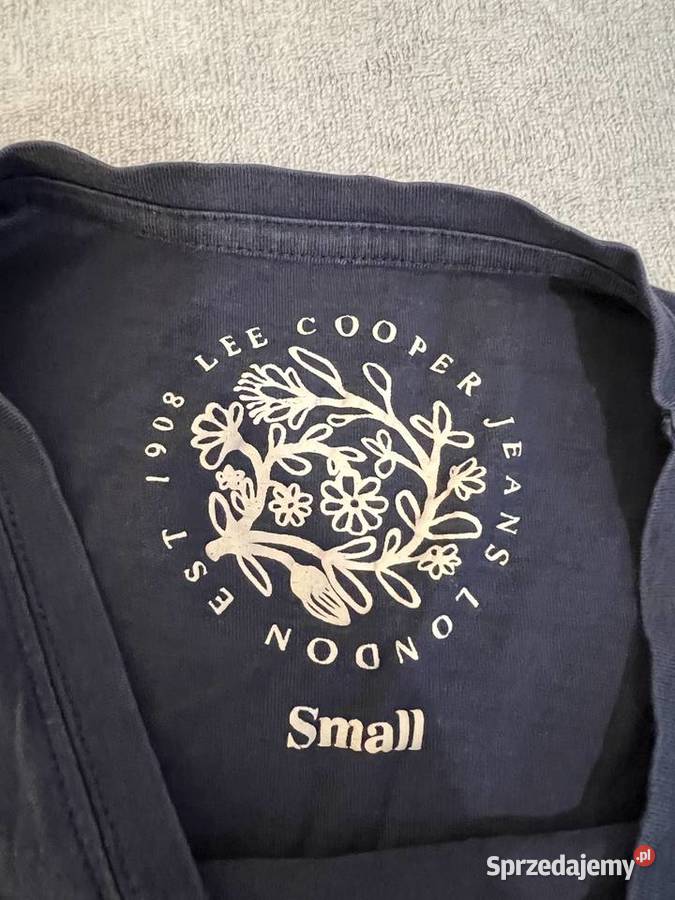 EST 1908 LEE COOPER JEANS LONDON
Small
Sprzedajemy.pl